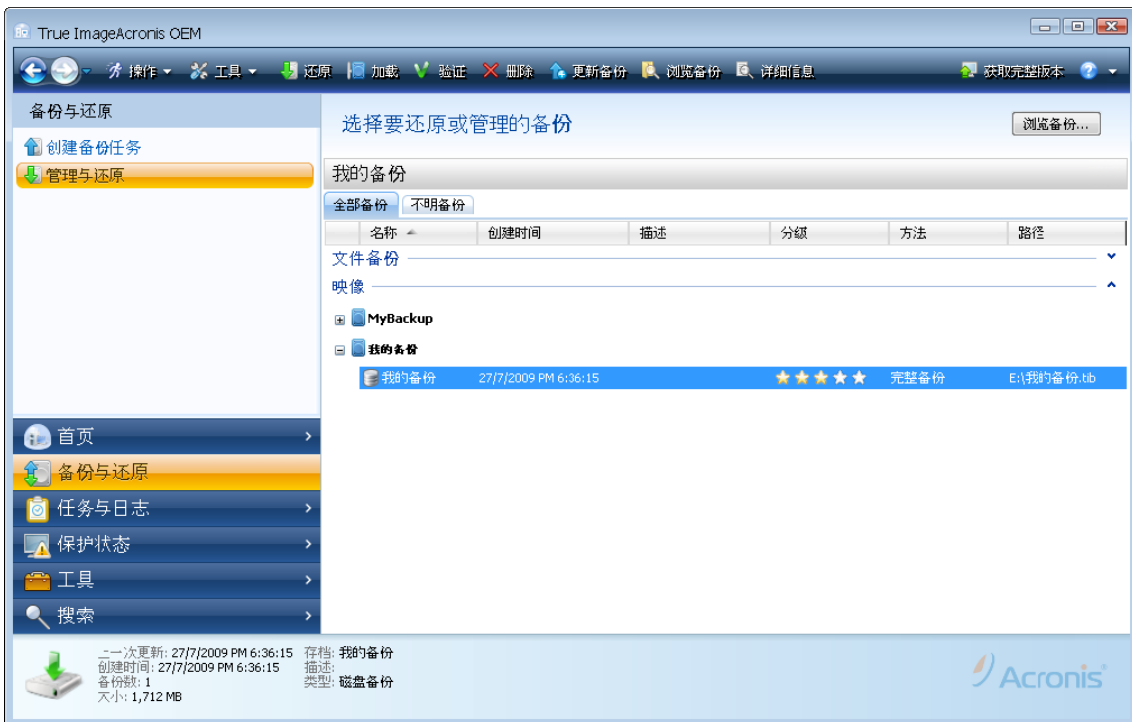 True ImageAcronis OEM
操作 工具 还原 加载 验证 删除 更新备份 浏览备份 详细信息 获取完整版本
备份与还原
创建备份任务
管理与还原
选择要还原或管理的备份
浏览备份...
我的备份
全部备份 不明备份
名称 创建时间 描述 分级 方法 路径
文件备份
映像
MyBackup
我的备份
我的备份 27/7/2009 PM 6:36:15 完整备份 E:\我的备份.tib
首页
备份与还原
任务与日志
保护状态
工具
搜索
上一次更新: 27/7/2009 PM 6:36:15 存档: 我的备份
创建时间: 27/7/2009 PM 6:36:15 描述:
备份数: 1 类型: 磁盘备份
大小: 1,712 MB
Acronis